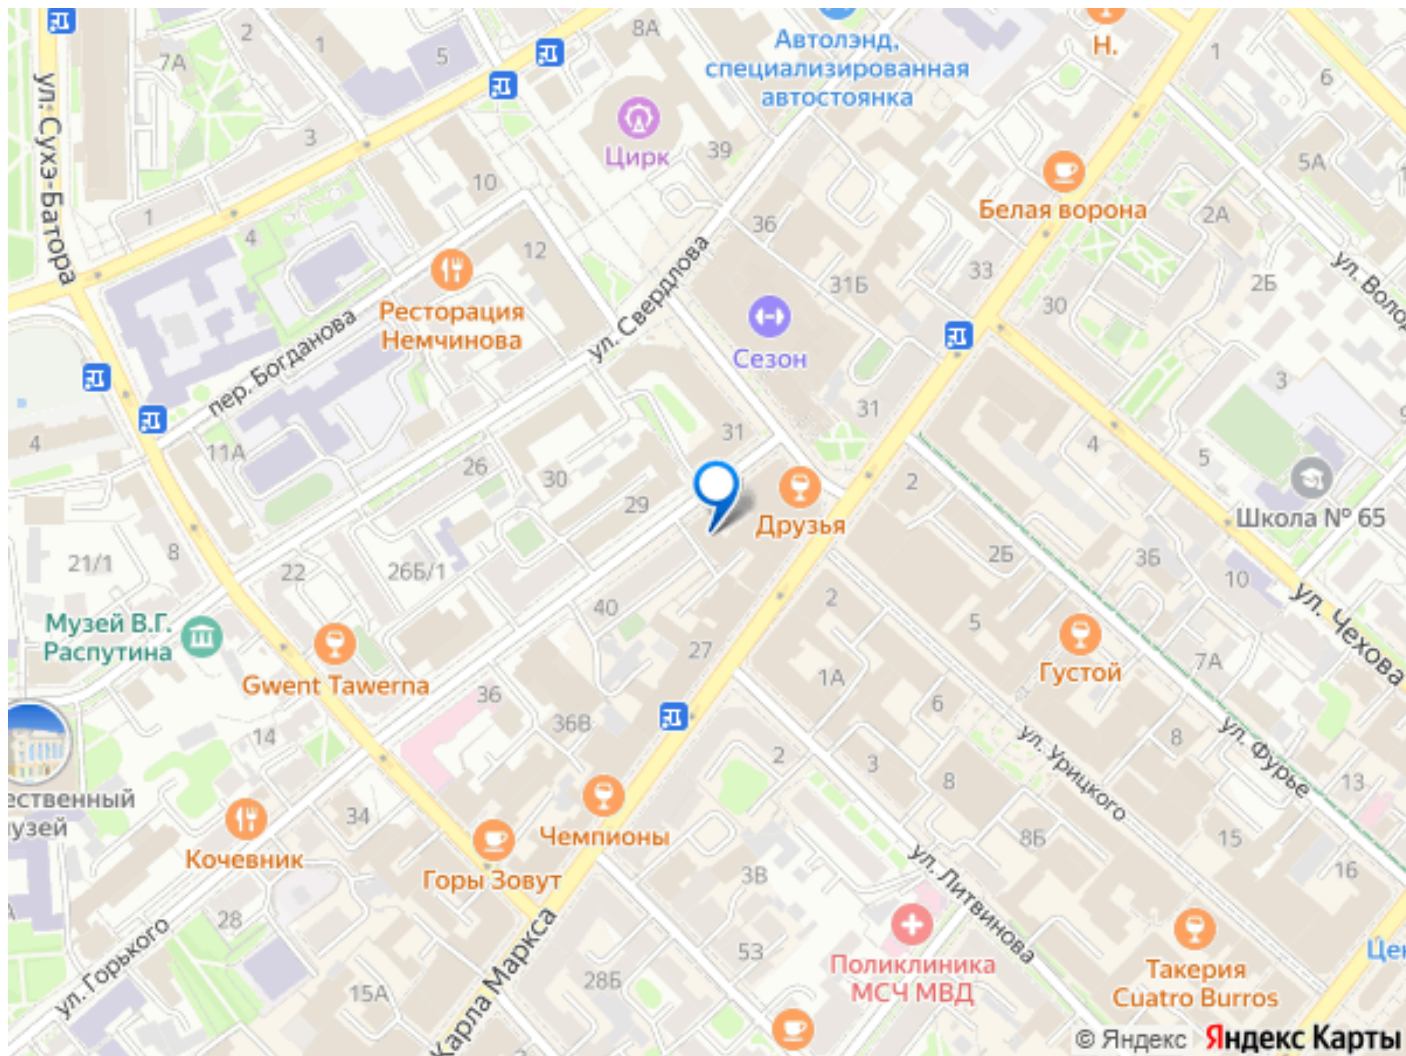 2
1
8А
7А
5
Автолэнд,
специализированная
автостоянка
Н.
1
6
ул. Сухэ-Батора
3
Цирк
39
5А
10
Белая ворона
1
4
12
36
2А
ул. Свердлова
33
31Б
2Б
30
ул. Волод
Ресторация
Немчинова
пер. Богданова
Сезон
3
31
4
11А
31
4
5
26
30
29
2
Друзья
Школа № 65
8
21/1
22
26Б/1
2Б
3Б
10
40
2
5
ул. Чехова
Музей В.Г.
Распутина
27
Густой
7А
Gwent Tawerna
36
1А
6
14
36В
2
3
8
8
ул. Урицкого
ул. Фурье
13
ественный
узей
34
Чемпионы
Кочевник
8Б
15
Горы Зовут
3В
16
ул. Литвинова
28
ул. Горького
Карла Маркса
53
28Б
15А
Поликлиника
МСЧ МВД
Такерия
Cuatro Burros
Цен
© Яндекс Яндекс Карты